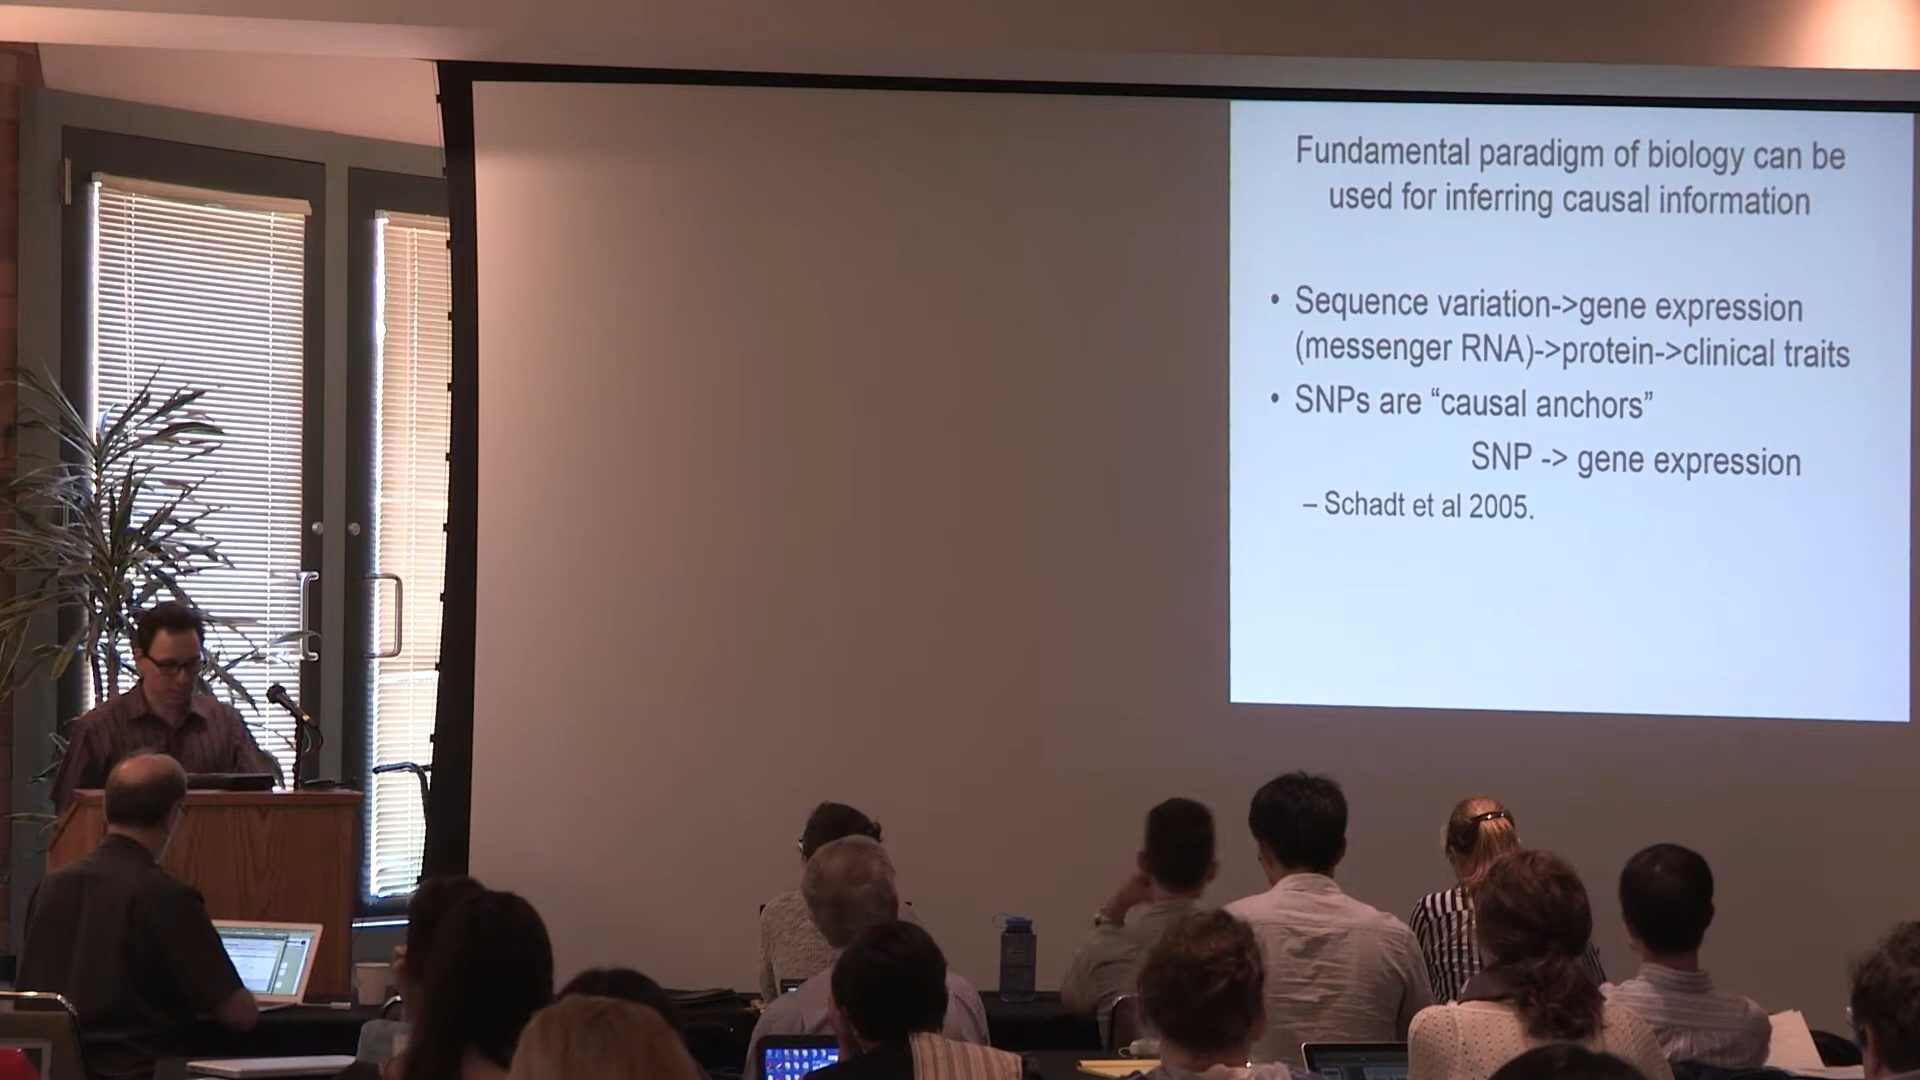 Fundamental paradigm of biology can be
used for inferring causal information
• Sequence variation->gene expression
(messenger RNA)->protein->clinical traits
• SNPs are “causal anchors”
SNP -> gene expression
– Schadt et al 2005.